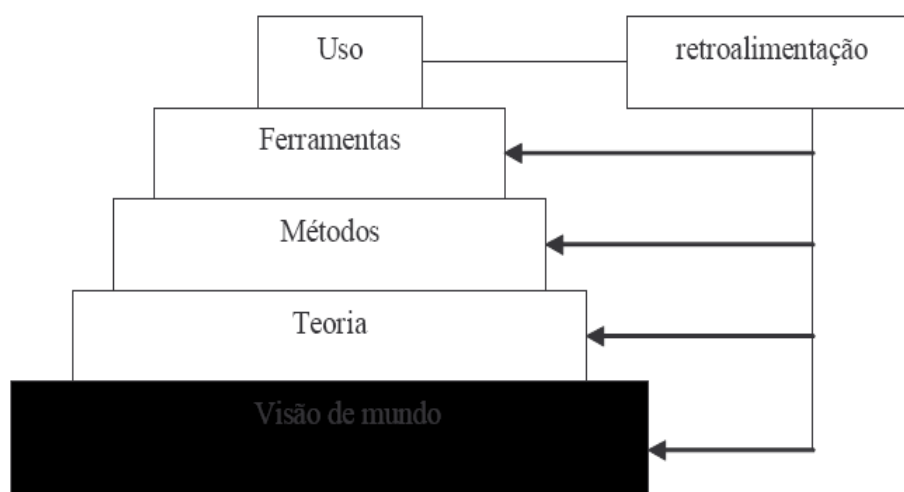 Uso
retroalimentação
Ferramentas
Métodos
Teoria
Visão de mundo